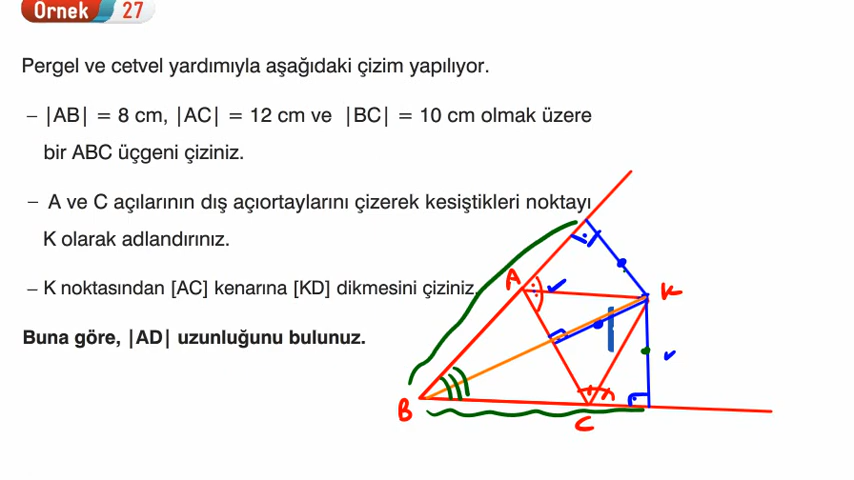 Örnek 27
Pergel ve cetvel yardımıyla aşağıdaki çizim yapılıyor.
– |AB| = 8 cm, |AC| = 12 cm ve |BC| = 10 cm olmak üzere
bir ABC üçgeni çiziniz.
– A ve C açılarının dış açıortaylarını çizerek kesiştikleri noktayı
K olarak adlandırınız.
– K noktasından [AC] kenarına [KD] dikmesini çiziniz.
Buna göre, |AD| uzunluğunu bulunuz.
A
K
B
C